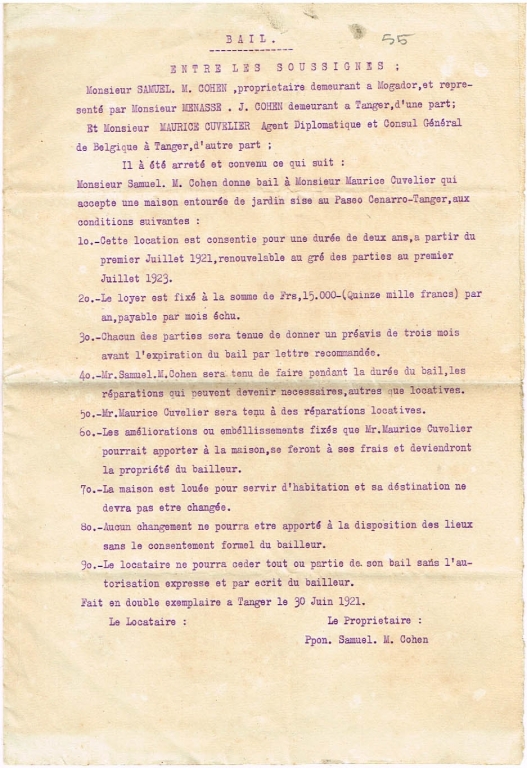 BAIL.
55
ENTRE LES SOUSSIGNES ;
Monsieur SAMUEL. M. COHEN ,proprietaire demeurant a Mogador,et repre-
senté par Monsieur MENASSE . J. COHEN demeurant a Tanger,d'une part;
Et Monsieur MAURICE CUVELIER Agent Diplomatique et Consul Général
de Belgique à Tanger,d'autre part ;
Il à été arreté et convenu ce qui suit :
Monsieur Samuel. M. Cohen donne bail à Monsieur Maurice Cuvelier qui
accepte une maison entourée de jardin sise au Paseo Cenarro-Tanger,aux
conditions suivantes :
1o.-Cette location est consentie pour une durée de deux ans,a partir du
premier Juillet 1921,renouvelable au gré des parties au premier
Juillet 1923.
2o.-Le loyer est fixé à la somme de Frs,15.000-(Quinze mille francs) par
an,payable par mois échu.
3o.-Chacun des parties sera tenue de donner un préavis de trois mois
avant l'expiration du bail par lettre recommandée.
4o.-Mr.Samuel.M.Cohen sera tenu de faire pendant la durée du bail,les
réparations qui peuvent devenir necessaires,autres que locatives.
5o.-Mr.Maurice Cuvelier sera tenu à des réparations locatives.
6o.-Les améliorations ou embéllissements fixés que Mr.Maurice Cuvelier
pourrait apporter à la maison,se feront à ses frais et deviendront
la propriété du bailleur.
7o.-La maison est louée pour servir d'habitation et sa déstination ne
devra pas etre changée.
8o.-Aucun changement ne pourra etre apporté à la disposition des lieux
sans le consentement formel du bailleur.
9o.-Le locataire ne pourra ceder tout ou partie de son bail sans l'au-
torisation expresse et par ecrit du bailleur.
Fait en double exemplaire a Tanger le 30 Juin 1921.
Le Locataire : Le Proprietaire :
Ppon. Samuel. M. Cohen